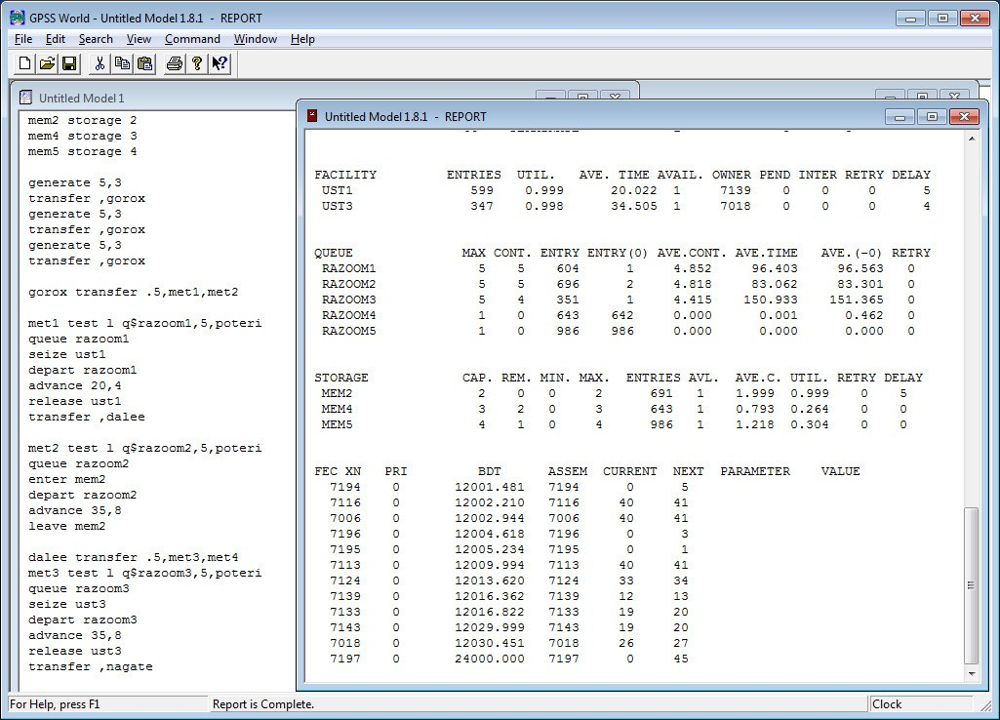 GPSS World - Untitled Model 1.8.1 - REPORT
File Edit Search View Command Window Help
Untitled Model 1
mem2 storage 2
mem4 storage 3
mem5 storage 4
generate 5,3
transfer ,gorox
generate 5,3
transfer ,gorox
generate 5,3
transfer ,gorox
gorox transfer .5,met1,met2
met1 test l q$razoom1,5,poteri
queue razoom1
seize ust1
depart razoom1
advance 20,4
release ust1
transfer ,dalee
met2 test l q$razoom2,5,poteri
queue razoom2
enter mem2
depart razoom2
advance 35,8
leave mem2
dalee transfer .5,met3,met4
met3 test l q$razoom3,5,poteri
queue razoom3
seize ust3
depart razoom3
advance 35,8
release ust3
transfer ,nagate
Untitled Model 1.8.1 - REPORT
FACILITY ENTRIES UTIL. AVE. TIME AVAIL. OWNER PEND INTER RETRY DELAY
UST1 599 0.999 20.022 1 7139 0 0 0 5
UST3 347 0.998 34.505 1 7018 0 0 0 4
QUEUE MAX CONT. ENTRY ENTRY(0) AVE.CONT. AVE.TIME AVE.(-0) RETRY
RAZOOM1 5 5 604 1 4.852 96.403 96.563 0
RAZOOM2 5 5 696 2 4.818 83.062 83.301 0
RAZOOM3 5 4 351 1 4.415 150.933 151.365 0
RAZOOM4 1 0 643 642 0.000 0.001 0.462 0
RAZOOM5 1 0 986 986 0.000 0.000 0.000 0
STORAGE CAP. REM. MIN. MAX. ENTRIES AVL. AVE.C. UTIL. RETRY DELAY
MEM2 2 0 0 2 691 1 1.999 0.999 0 5
MEM4 3 2 0 3 643 1 0.793 0.264 0 0
MEM5 4 1 0 4 986 1 1.218 0.304 0 0
FEC XN PRI BDT ASSEM CURRENT NEXT PARAMETER VALUE
7194 0 12001.481 7194 0 5
7116 0 12002.210 7116 40 41
7006 0 12002.944 7006 40 41
7196 0 12004.618 7196 0 3
7195 0 12005.234 7195 0 1
7113 0 12009.994 7113 40 41
7124 0 12013.620 7124 33 34
7139 0 12016.362 7139 12 13
7133 0 12016.822 7133 19 20
7143 0 12029.999 7143 19 20
7018 0 12030.451 7018 26 27
7197 0 24000.000 7197 0 45
For Help, press F1 Report is Complete. Clock